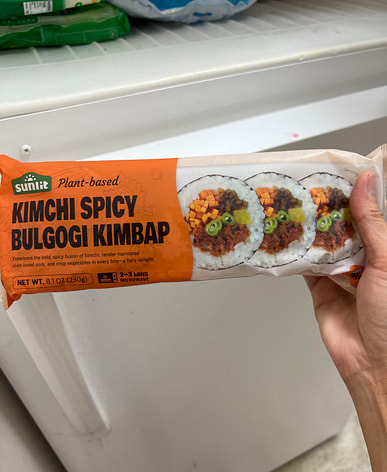 sunlit
Plant-based
KIMCHI SPICY
BULGOGI KIMBAP
Experience the bold, spicy fusion of kimchi, tender marinated
plant-based pork, and crisp vegetables in every bite—a fiery delight!
NET WT. 8.1 OZ (230g)
2-3 MINS
MICROWAVE